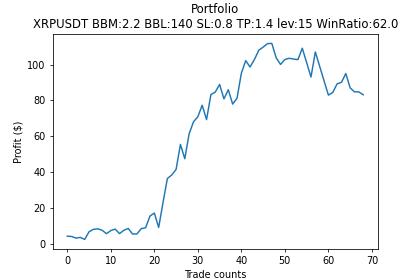 Portfolio
XRPUSDT BBM:2.2 BBL:140 SL:0.8 TP:1.4 lev:15 WinRatio:62.0
Profit ($)
100
80
60
40
20
0
0 10 20 30 40 50 60 70
Trade counts